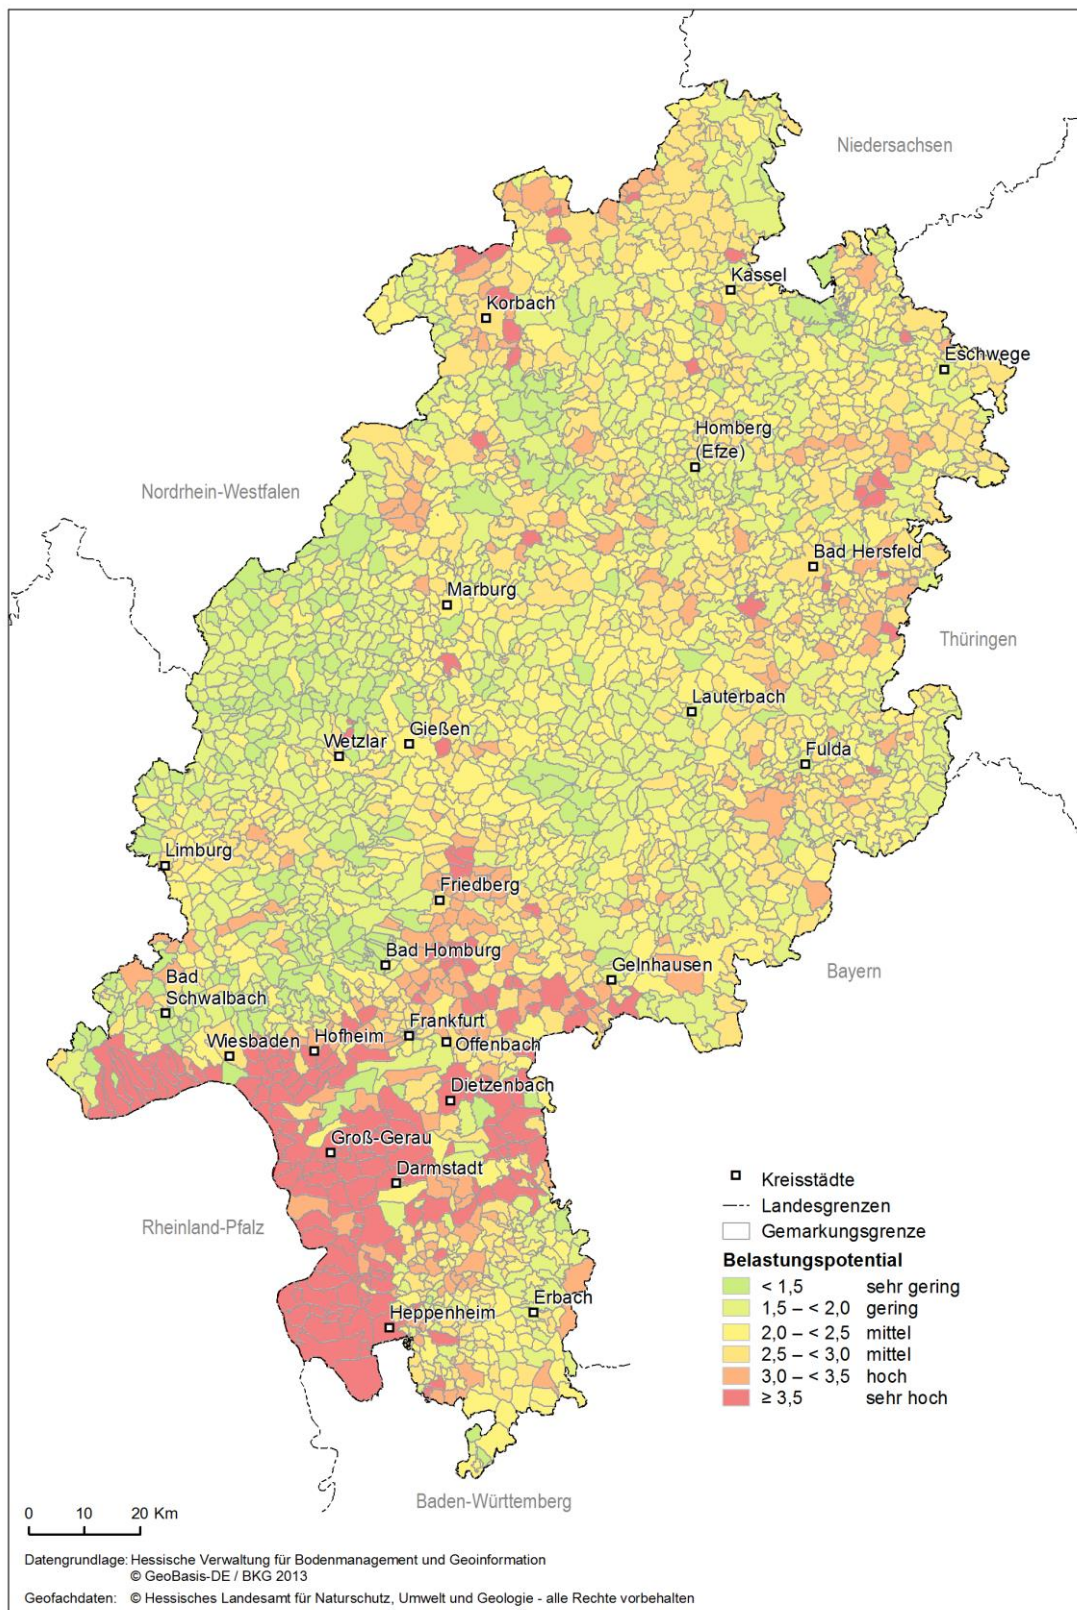 Niedersachsen
Kassel
Korbach
Eschwege
Homberg
(Efze)
Nordrhein-Westfalen
Bad Hersfeld
Marburg
Thüringen
Lauterbach
Gießen
Wetzlar
Fulda
Limburg
Friedberg
Bad Homburg
Gelnhausen
Bayern
Bad
Schwalbach
Frankfurt
Hofheim
Wiesbaden
Offenbach
Dietzenbach
Groß-Gerau
Darmstadt
Rheinland-Pfalz
Erbach
Heppenheim
Baden-Württemberg
Kreisstädte
Landesgrenzen
Gemarkungsgrenze
Belastungspotential
< 1,5 sehr gering
1,5 – < 2,0 gering
2,0 – < 2,5 mittel
2,5 – < 3,0 mittel
3,0 – < 3,5 hoch
≥ 3,5 sehr hoch
0 10 20 Km
Datengrundlage: Hessische Verwaltung für Bodenmanagement und Geoinformation
© GeoBasis-DE / BKG 2013
Geofachdaten: © Hessisches Landesamt für Naturschutz, Umwelt und Geologie - alle Rechte vorbehalten